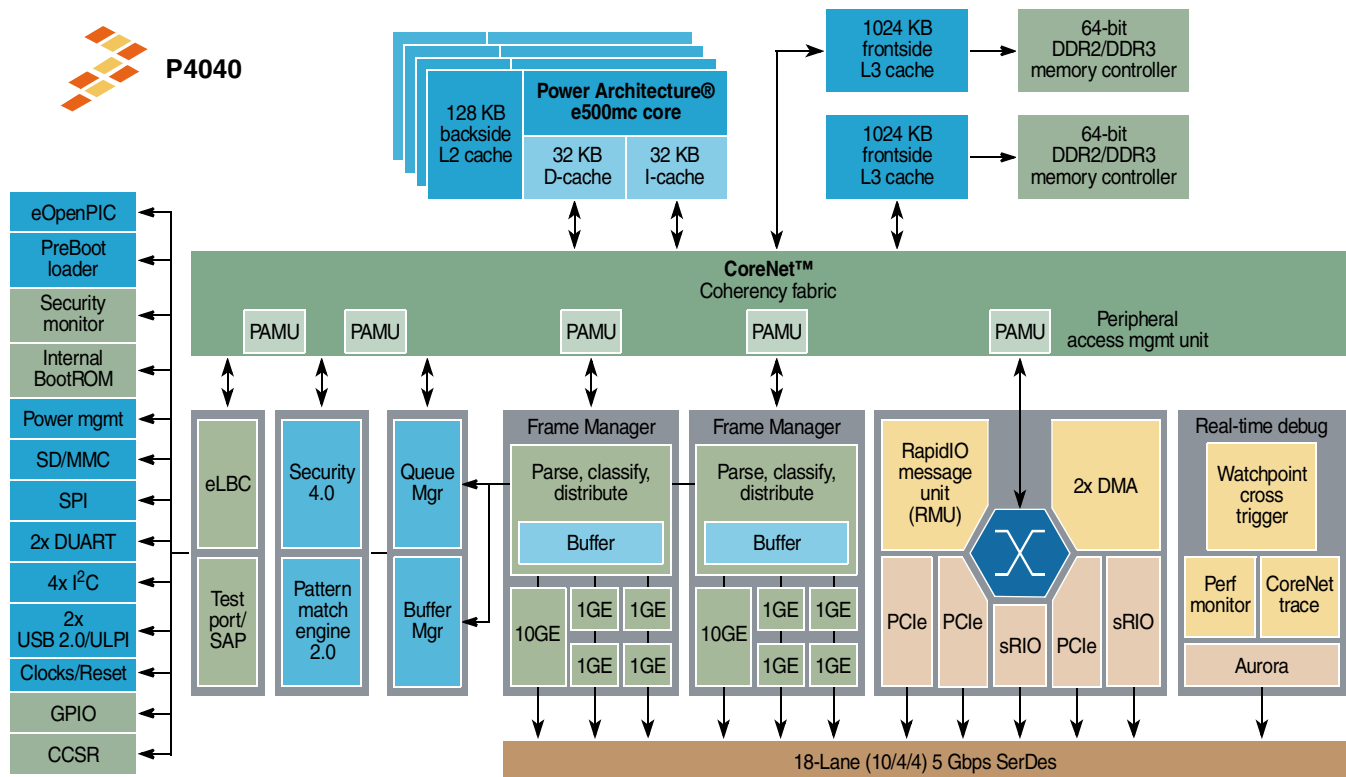 P4040
128 KB
backside
L2 cache
Power Architecture®
e500mc core
32 KB
D-cache
32 KB
I-cache
1024 KB
frontside
L3 cache
64-bit
DDR2/DDR3
memory controller
1024 KB
frontside
L3 cache
64-bit
DDR2/DDR3
memory controller
eOpenPIC
PreBoot
loader
Security
monitor
Internal
BootROM
Power mgmt
SD/MMC
SPI
2x DUART
4x I²C
2x
USB 2.0/ULPI
Clocks/Reset
GPIO
CCSR
CoreNet™
Coherency fabric
PAMU
PAMU
PAMU
PAMU
PAMU
Peripheral
access mgmt unit
eLBC
Test
port/
SAP
Security
4.0
Pattern
match
engine
2.0
Queue
Mgr
Buffer
Mgr
Frame Manager
Parse, classify,
distribute
Buffer
10GE
1GE
1GE
1GE
1GE
Frame Manager
Parse, classify,
distribute
Buffer
10GE
1GE
1GE
1GE
1GE
RapidIO
message
unit
(RMU)
2x DMA
PCIe
PCIe
sRIO
PCIe
sRIO
Real-time debug
Watchpoint
cross
trigger
Perf
monitor
CoreNet
trace
Aurora
18-Lane (10/4/4) 5 Gbps SerDes